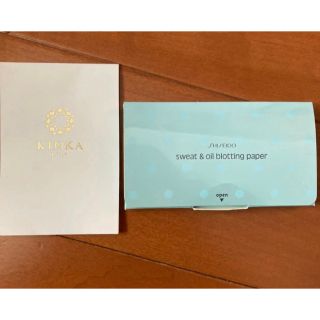 KINKA
SHISEIDO
sweat & oil blotting paper
open